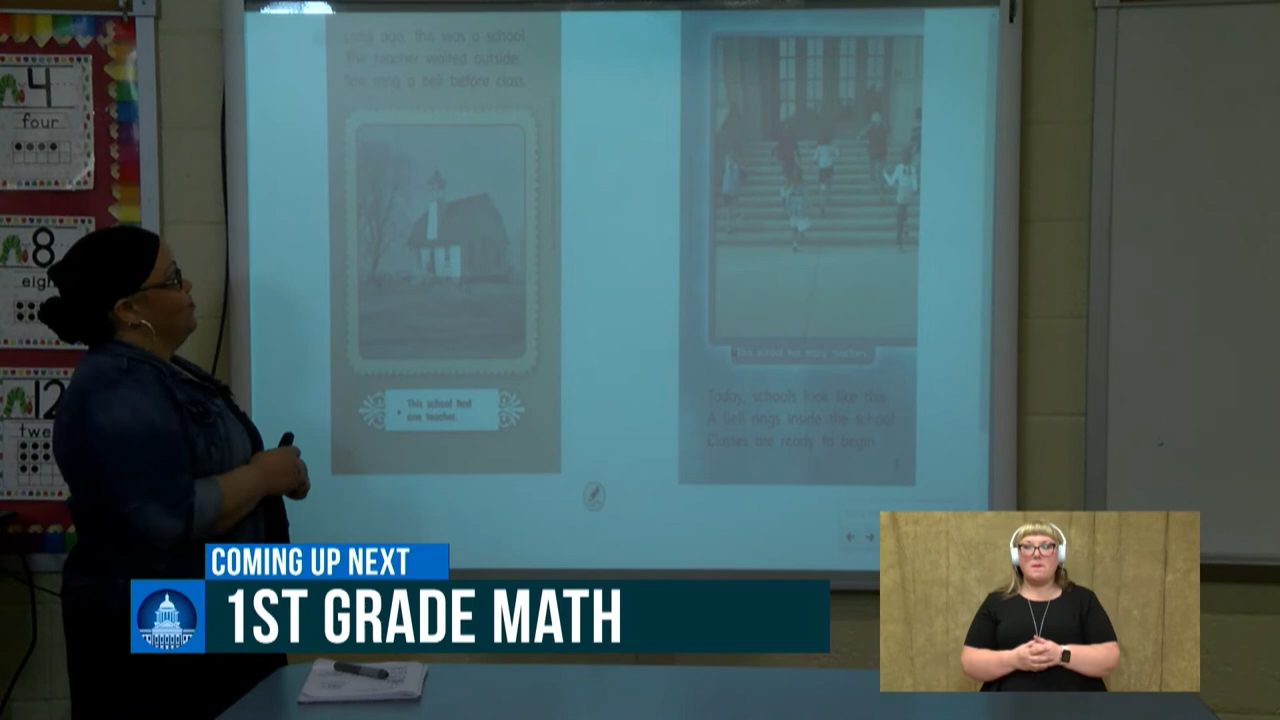 4
four
8
eigh
12
twe
Long ago, this was a school.
The teacher waited outside.
She rang a bell before class.
This school had
one teacher.
This school has many teachers.
Today, schools look like this.
A bell rings inside the school.
Classes are ready to begin.
COMING UP NEXT
1ST GRADE MATH